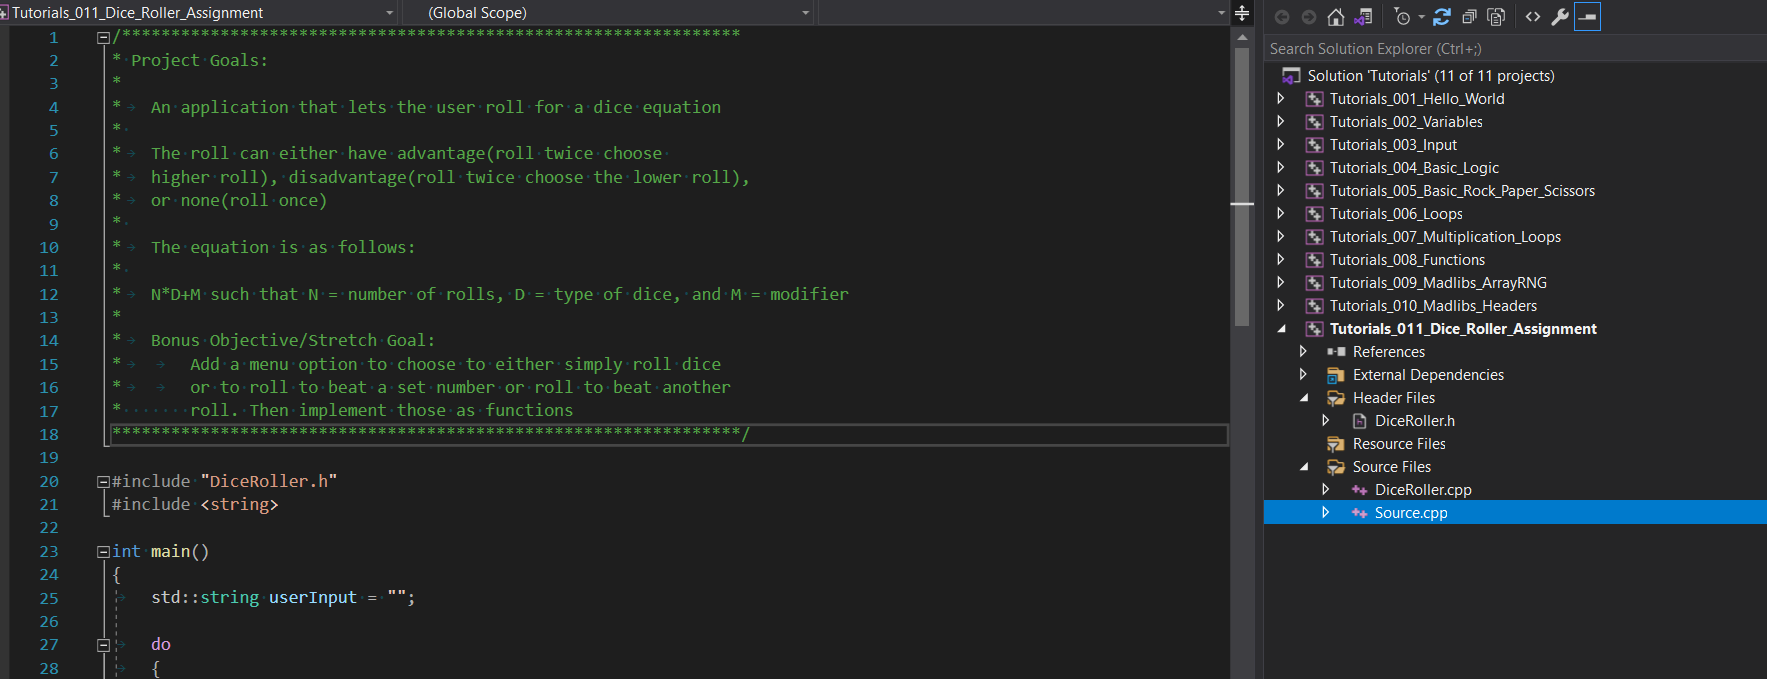 Tutorials_011_Dice_Roller_Assignment
(Global Scope)
1 /***************************************************************
2 * Project Goals:
3 *
4 * An application that lets the user roll for a dice equation
5 *
6 * The roll can either have advantage(roll twice choose
7 * higher roll), disadvantage(roll twice choose the lower roll),
8 * or none(roll once)
9 *
10 * The equation is as follows:
11 *
12 * N*D+M such that N = number of rolls, D = type of dice, and M = modifier
13 *
14 * Bonus Objective/Stretch Goal:
15 * Add a menu option to choose to either simply roll dice
16 * or to roll to beat a set number or roll to beat another
17 * roll. Then implement those as functions
18 ****************************************************************/
19
20 #include "DiceRoller.h"
21 #include <string>
22
23 int main()
24 {
25 std::string userInput = "";
26
27 do
28 {
Search Solution Explorer (Ctrl+;)
Solution 'Tutorials' (11 of 11 projects)
Tutorials_001_Hello_World
Tutorials_002_Variables
Tutorials_003_Input
Tutorials_004_Basic_Logic
Tutorials_005_Basic_Rock_Paper_Scissors
Tutorials_006_Loops
Tutorials_007_Multiplication_Loops
Tutorials_008_Functions
Tutorials_009_Madlibs_ArrayRNG
Tutorials_010_Madlibs_Headers
Tutorials_011_Dice_Roller_Assignment
References
External Dependencies
Header Files
DiceRoller.h
Resource Files
Source Files
DiceRoller.cpp
Source.cpp